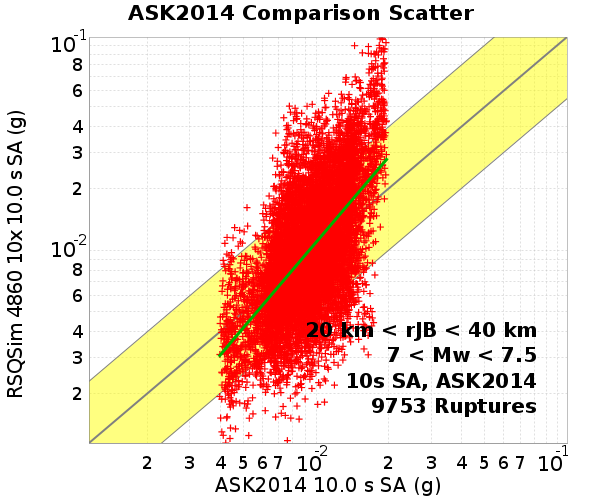 ASK2014 Comparison Scatter
10-1
8
6
4
3
2
10-2
8
6
4
3
2
RSQSim 4860 10x 10.0 s SA (g)
20 km < rJB < 40 km
7 < Mw < 7.5
10s SA, ASK2014
9753 Ruptures
2 3 4 5 6 7 10-2 2 3 4 5 6 7 10-1
ASK2014 10.0 s SA (g)